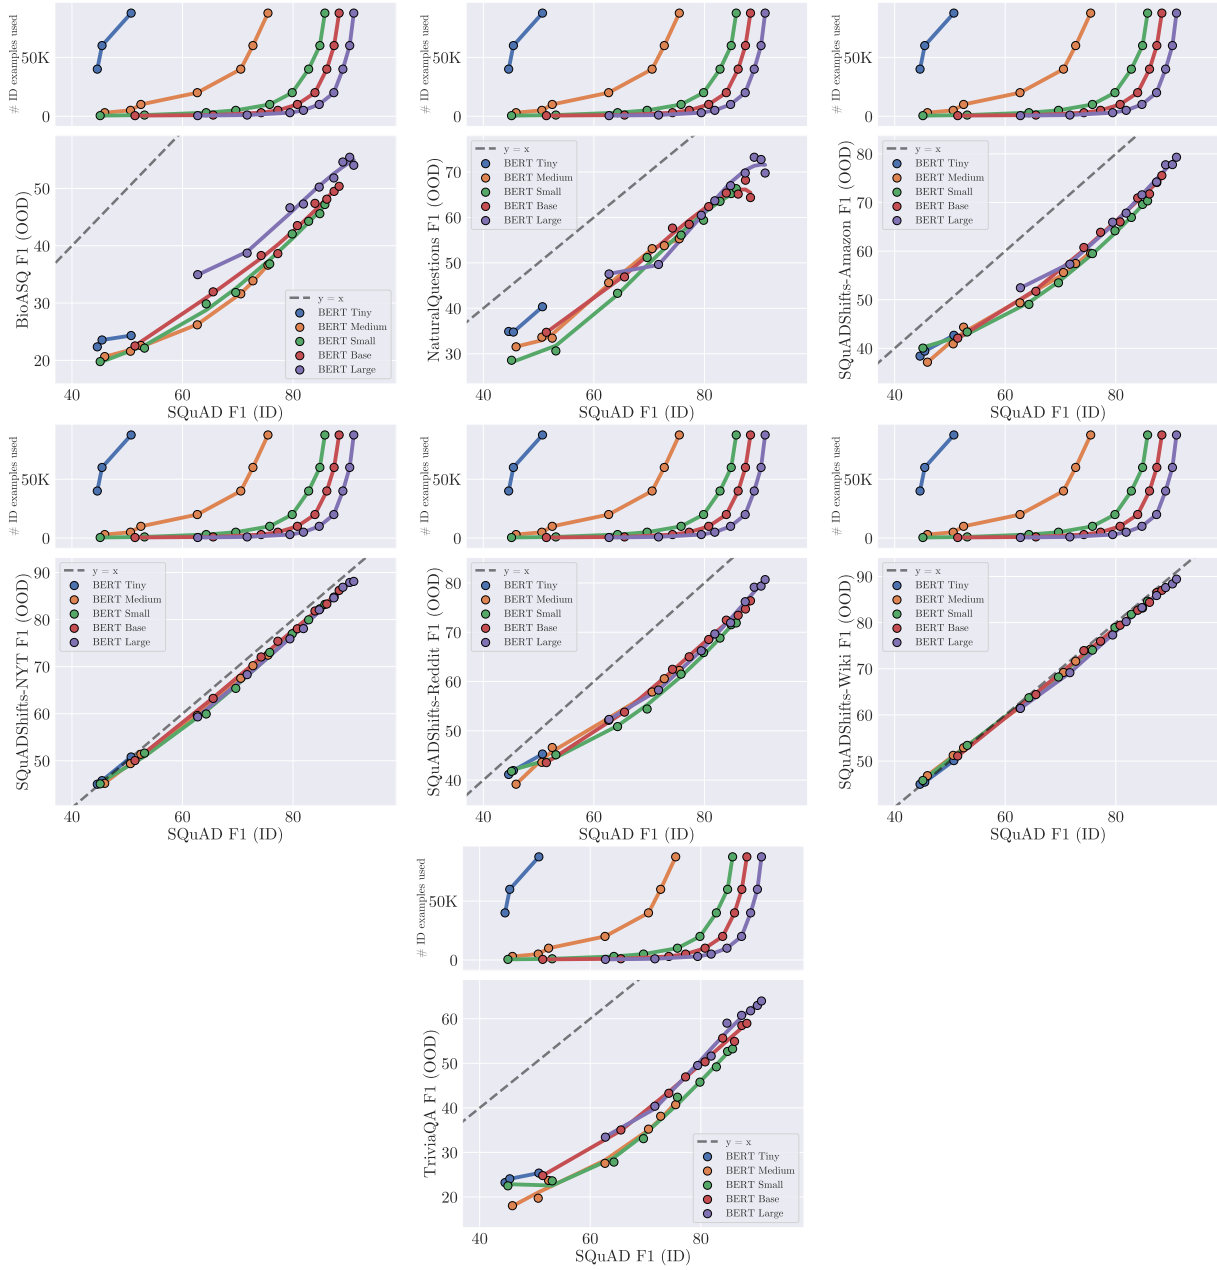 # ID examples used
50K
0
# ID examples used
50K
0
# ID examples used
50K
0
BioASQ F1 (OOD)
50
40
30
20
y = x
BERT Tiny
BERT Medium
BERT Small
BERT Base
BERT Large
40
60
80
SQuAD F1 (ID)
NaturalQuestions F1 (OOD)
70
60
50
40
30
y = x
BERT Tiny
BERT Medium
BERT Small
BERT Base
BERT Large
40
60
80
SQuAD F1 (ID)
SQuADShifts-Amazon F1 (OOD)
80
70
60
50
40
y = x
BERT Tiny
BERT Medium
BERT Small
BERT Base
BERT Large
40
60
80
SQuAD F1 (ID)
# ID examples used
50K
0
# ID examples used
50K
0
# ID examples used
50K
0
SQuADShifts-NYT F1 (OOD)
90
80
70
60
50
y = x
BERT Tiny
BERT Medium
BERT Small
BERT Base
BERT Large
40
60
80
SQuAD F1 (ID)
SQuADShifts-Reddit F1 (OOD)
80
70
60
50
40
y = x
BERT Tiny
BERT Medium
BERT Small
BERT Base
BERT Large
40
60
80
SQuAD F1 (ID)
SQuADShifts-Wiki F1 (OOD)
90
80
70
60
50
y = x
BERT Tiny
BERT Medium
BERT Small
BERT Base
BERT Large
40
60
80
SQuAD F1 (ID)
# ID examples used
50K
0
TriviaQA F1 (OOD)
60
50
40
30
20
y = x
BERT Tiny
BERT Medium
BERT Small
BERT Base
BERT Large
40
60
80
SQuAD F1 (ID)